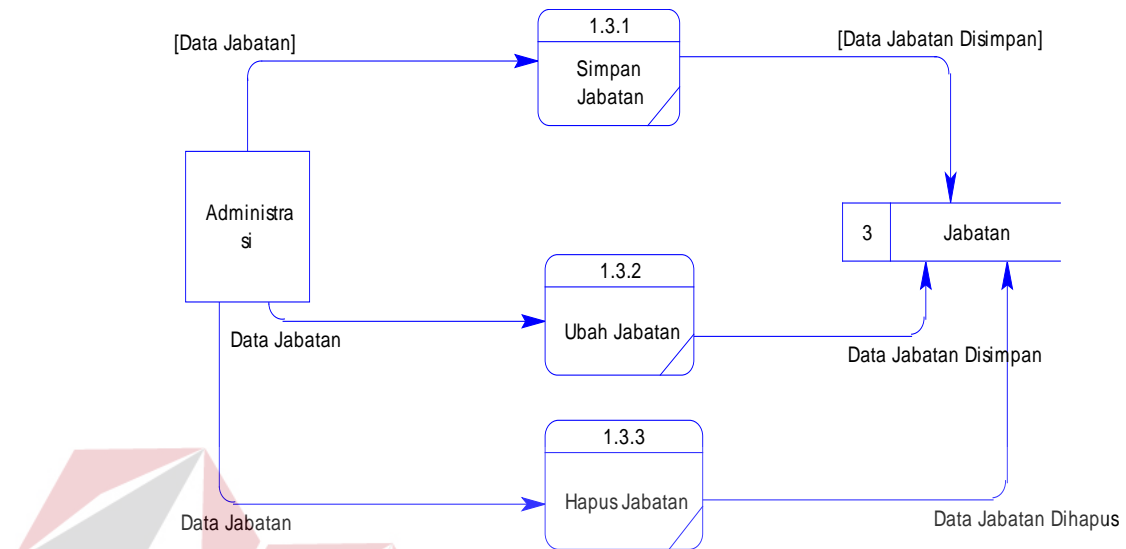 [Data Jabatan]
1.3.1
Simpan
Jabatan
[Data Jabatan Disimpan]
Administra
si
3
Jabatan
1.3.2
Ubah Jabatan
Data Jabatan
Data Jabatan Disimpan
1.3.3
Hapus Jabatan
Data Jabatan
Data Jabatan Dihapus